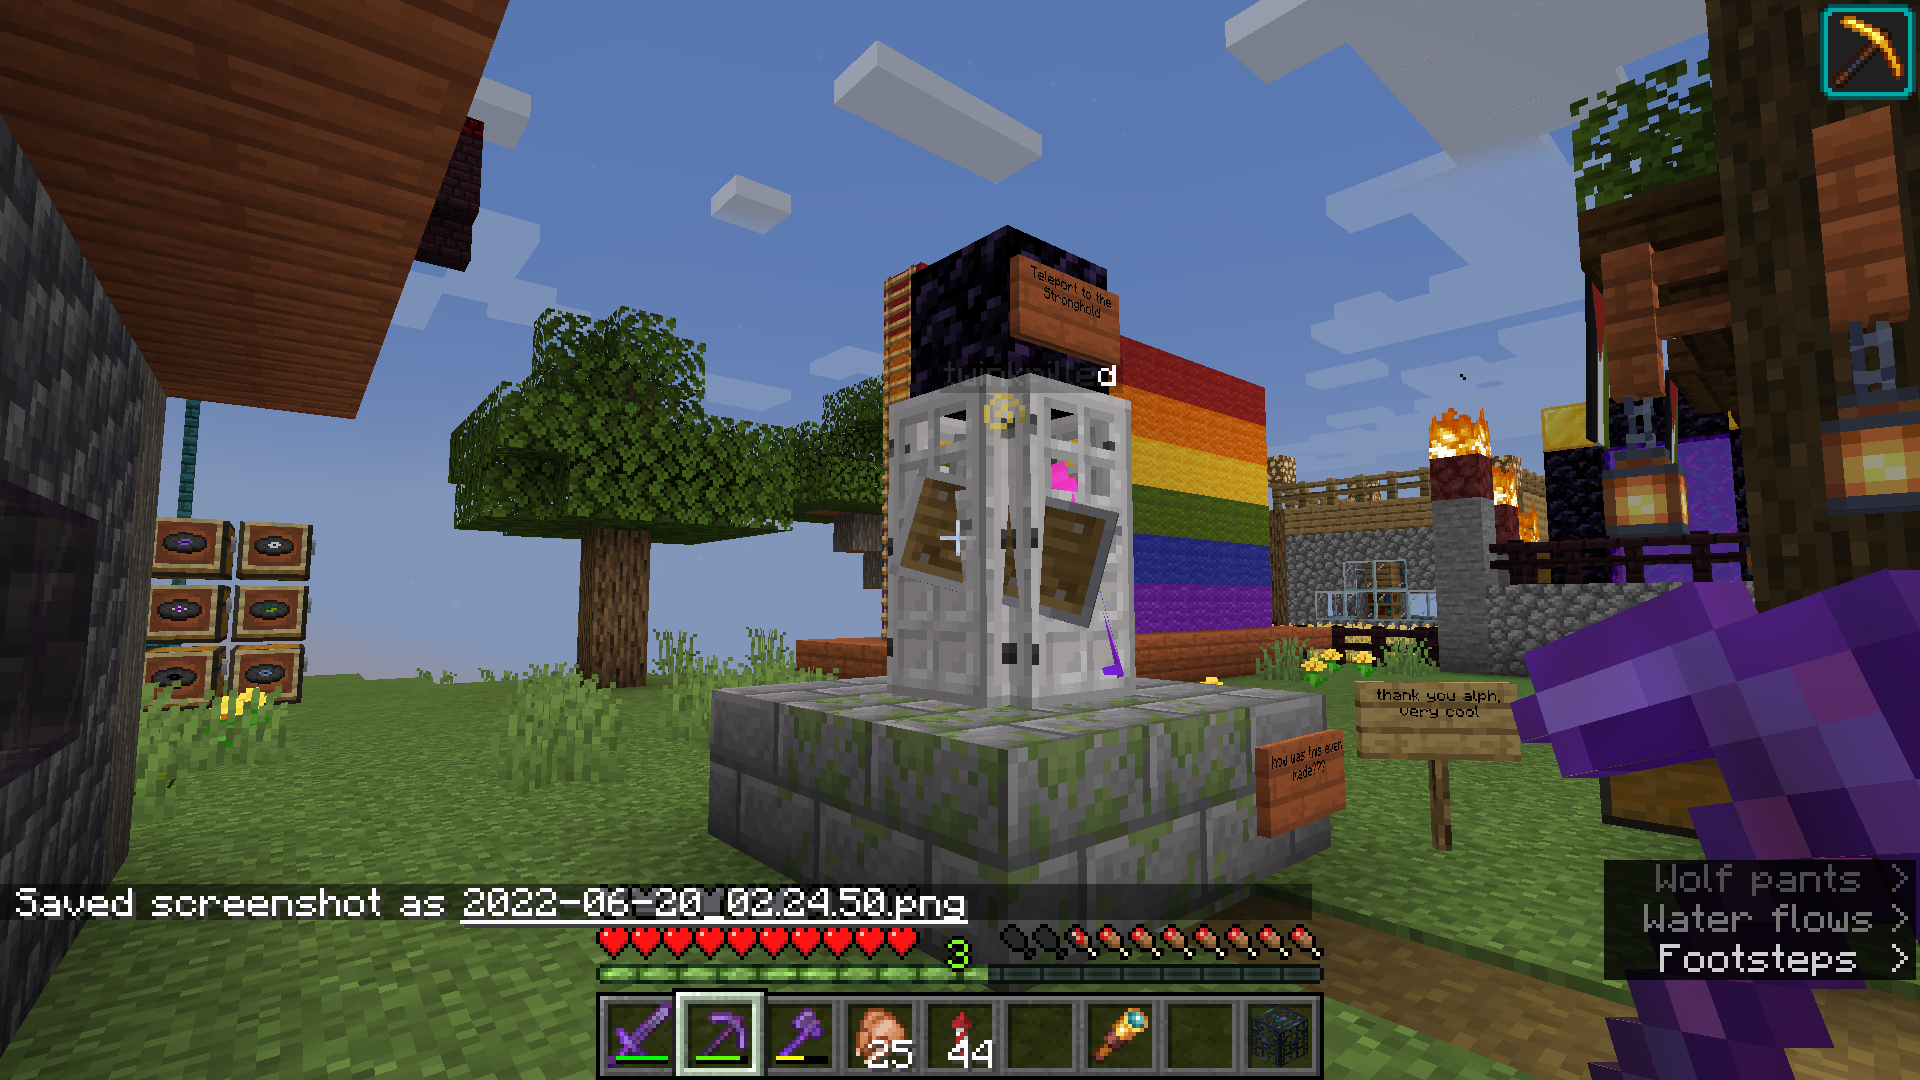 Teleport to the
Stronghold
twinkpilled
thank you alph,
very cool
how was this even
made???
Saved screenshot as 2022-06-20_02.24.50.png
Wolf pants >
Water flows >
Footsteps >
3
25
44